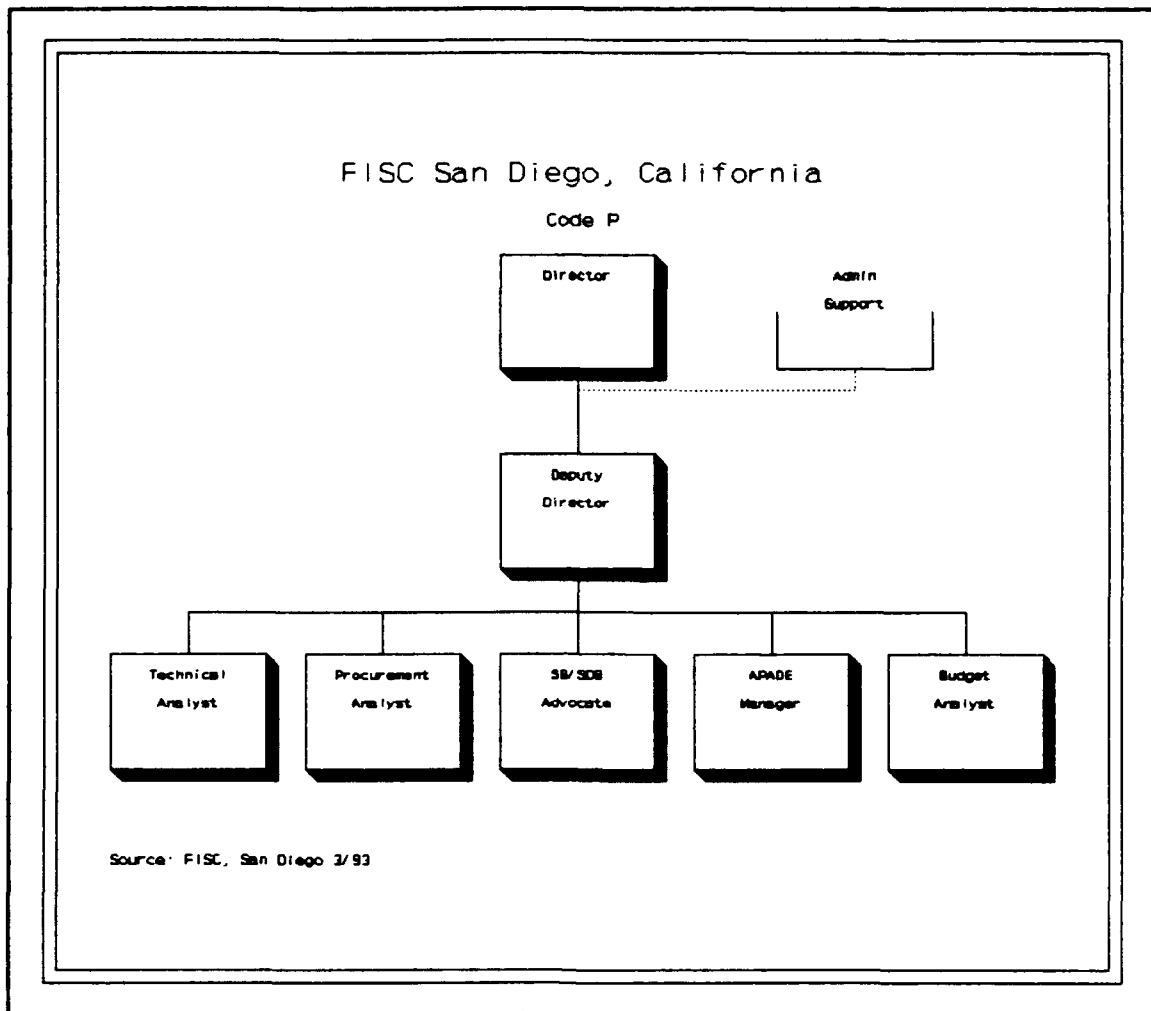 FISC San Diego, California
Code P
Director
Admin
Support
Deputy
Director
Technical
Analyst
Procurement
Analyst
SB/SDB
Advocate
APADE
Manager
Budget
Analyst
Source: FISC, San Diego 3/93